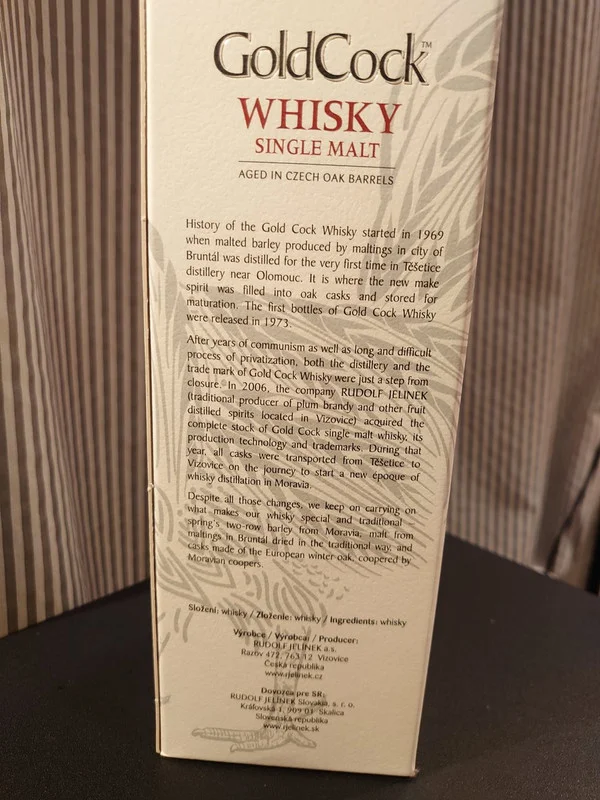 GoldCock™
WHISKY
SINGLE MALT
AGED IN CZECH OAK BARRELS
History of the Gold Cock Whisky started in 1969
when malted barley produced by maltings in city of
Bruntál was distilled for the very first time in Těšetice
distillery near Olomouc. It is where the new make
spirit was filled into oak casks and stored for
maturation. The first bottles of Gold Cock Whisky
were released in 1973.
After years of communism as well as long and difficult
process of privatization, both the distillery and the
trade mark of Gold Cock Whisky were just a step from
closure. In 2006, the company RUDOLF JELÍNEK
(traditional producer of plum brandy and other fruit
distilled spirits located in Vizovice) acquired the
complete stock of Gold Cock single malt whisky, its
production technology and trademarks. During that
year, all casks were transported from Těšetice to
Vizovice on the journey to start a new époque of
whisky distillation in Moravia.
Despite all those changes, we keep on carrying on
what makes our whisky special and traditional –
spring's two-row barley from Moravia, malt from
maltings in Bruntál dried in the traditional way, and
casks made of the European winter oak, coopered by
Moravian coopers.
Složení: whisky / Zloženie: whisky / Ingredients: whisky
Výrobce / Výrobca: / Producer:
RUDOLF JELÍNEK a.s.
Razov 472, 763 12 Vizovice
Česká republika
www.rjelinek.cz
Dovozca pre SR:
RUDOLF JELÍNEK Slovakia, s. r. o.
Kráľovská 1, 909 01 Skalica
Slovenská republika
www.rjelinek.sk